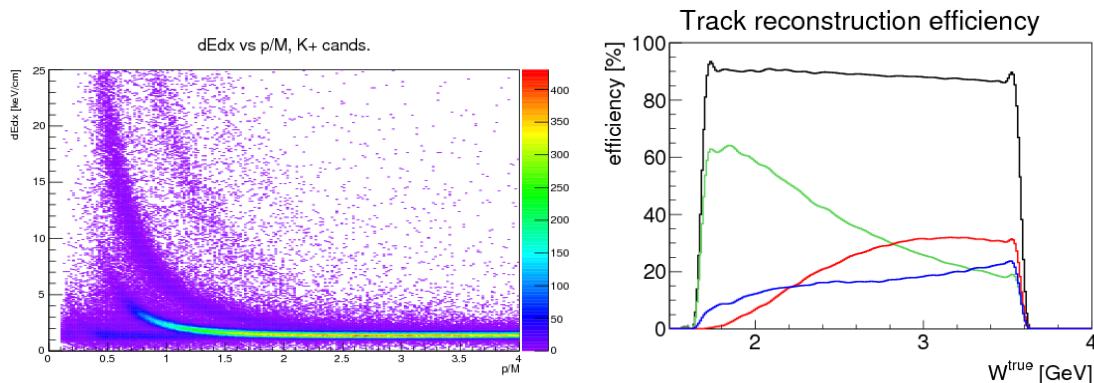 dEdx vs p/M, K+ cands.
dEdx [keV/cm]
25
20
15
10
5
0
0 0.5 1 1.5 2 2.5 3 3.5 4
p/M
400
350
300
250
200
150
100
50
0
Track reconstruction efficiency
efficiency [%]
100
80
60
40
20
0
2 3 4
W^true [GeV]